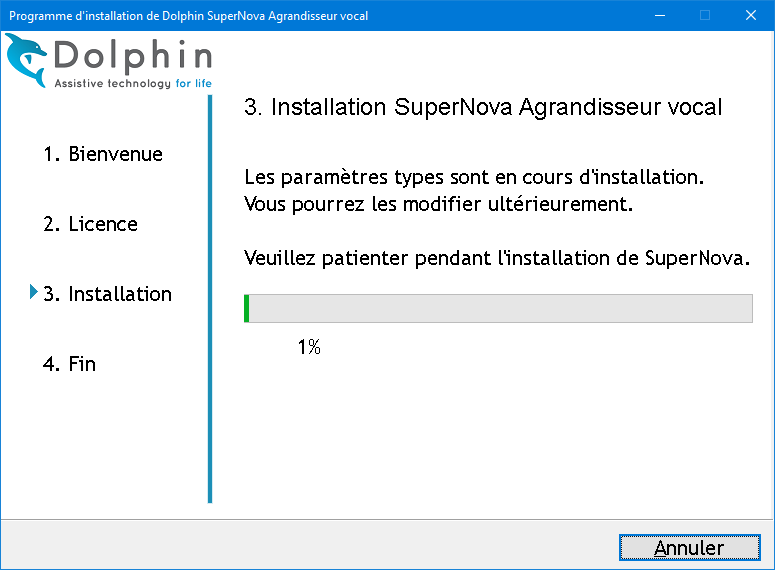 Programme d'installation de Dolphin SuperNova Agrandisseur vocal
Dolphin
Assistive technology for life
3. Installation SuperNova Agrandisseur vocal
1. Bienvenue
2. Licence
3. Installation
4. Fin
Les paramètres types sont en cours d'installation.
Vous pourrez les modifier ultérieurement.
Veuillez patienter pendant l'installation de SuperNova.
1%
Annuler